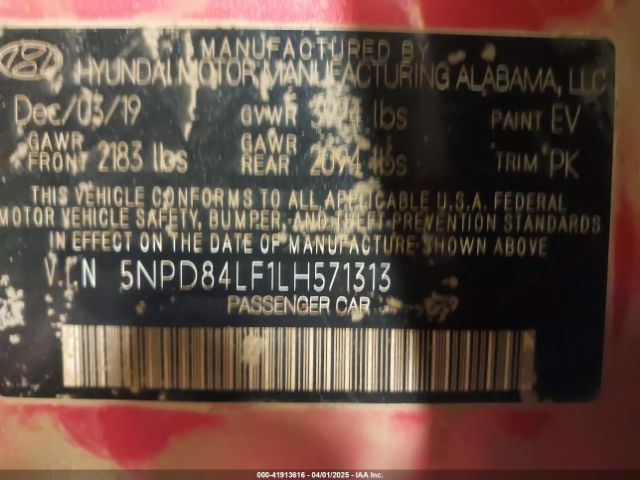 MANUFACTURED BY
HYUNDAI MOTOR MANUFACTURING ALABAMA, LLC
Dec/03/19 GVWR lbs PAINT EV
GAWR FRONT 2183 lbs GAWR REAR 2094 lbs TRIM PK
THIS VEHICLE CONFORMS TO ALL APPLICABLE U.S.A. FEDERAL
MOTOR VEHICLE SAFETY, BUMPER, AND THEFT PREVENTION STANDARDS
IN EFFECT ON THE DATE OF MANUFACTURE SHOWN ABOVE.
VIN 5NPD84LF1LH571313
PASSENGER CAR
000-41913616 - 04/01/2025 - IAA Inc.